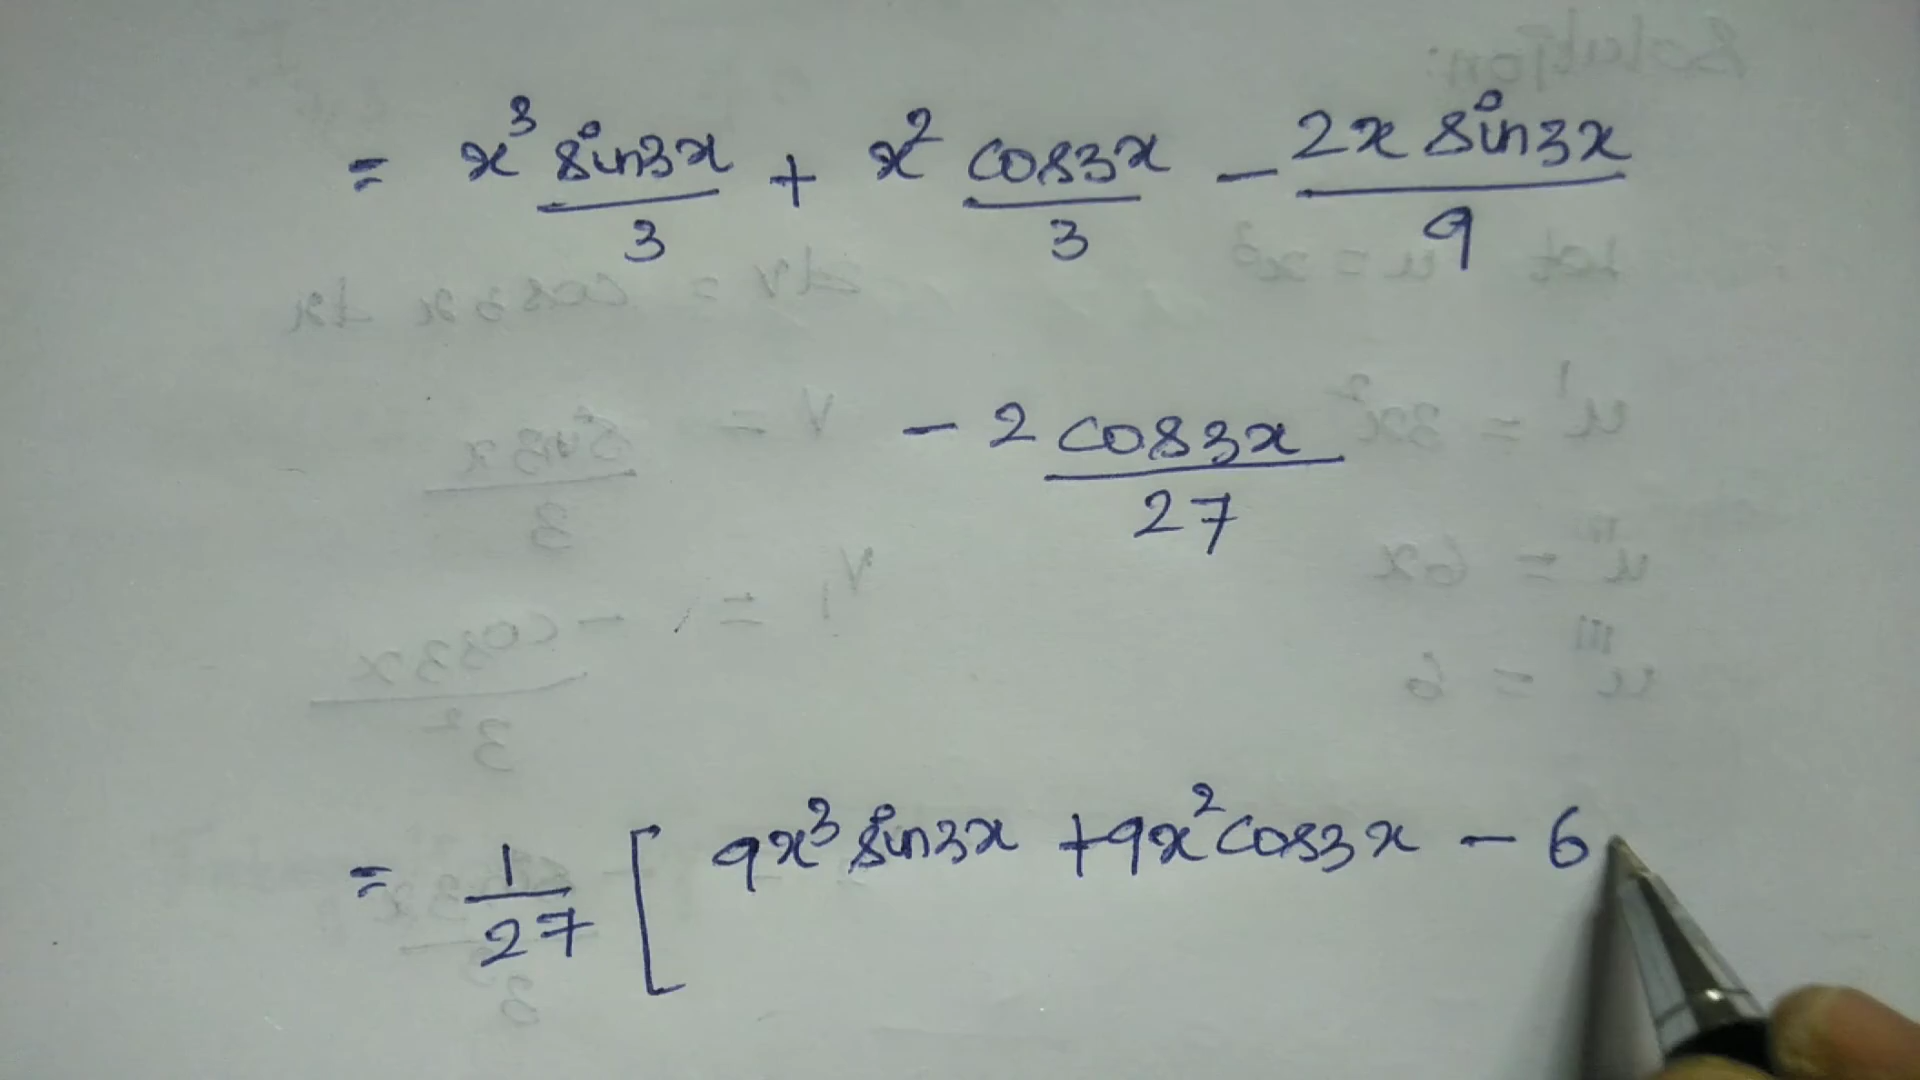 = x³ sin3x/3 + x² cos3x/3 - 2x sin3x/9
- 2 cos3x/27
= 1/27 [ 9x³ sin3x + 9x² cos3x - 6